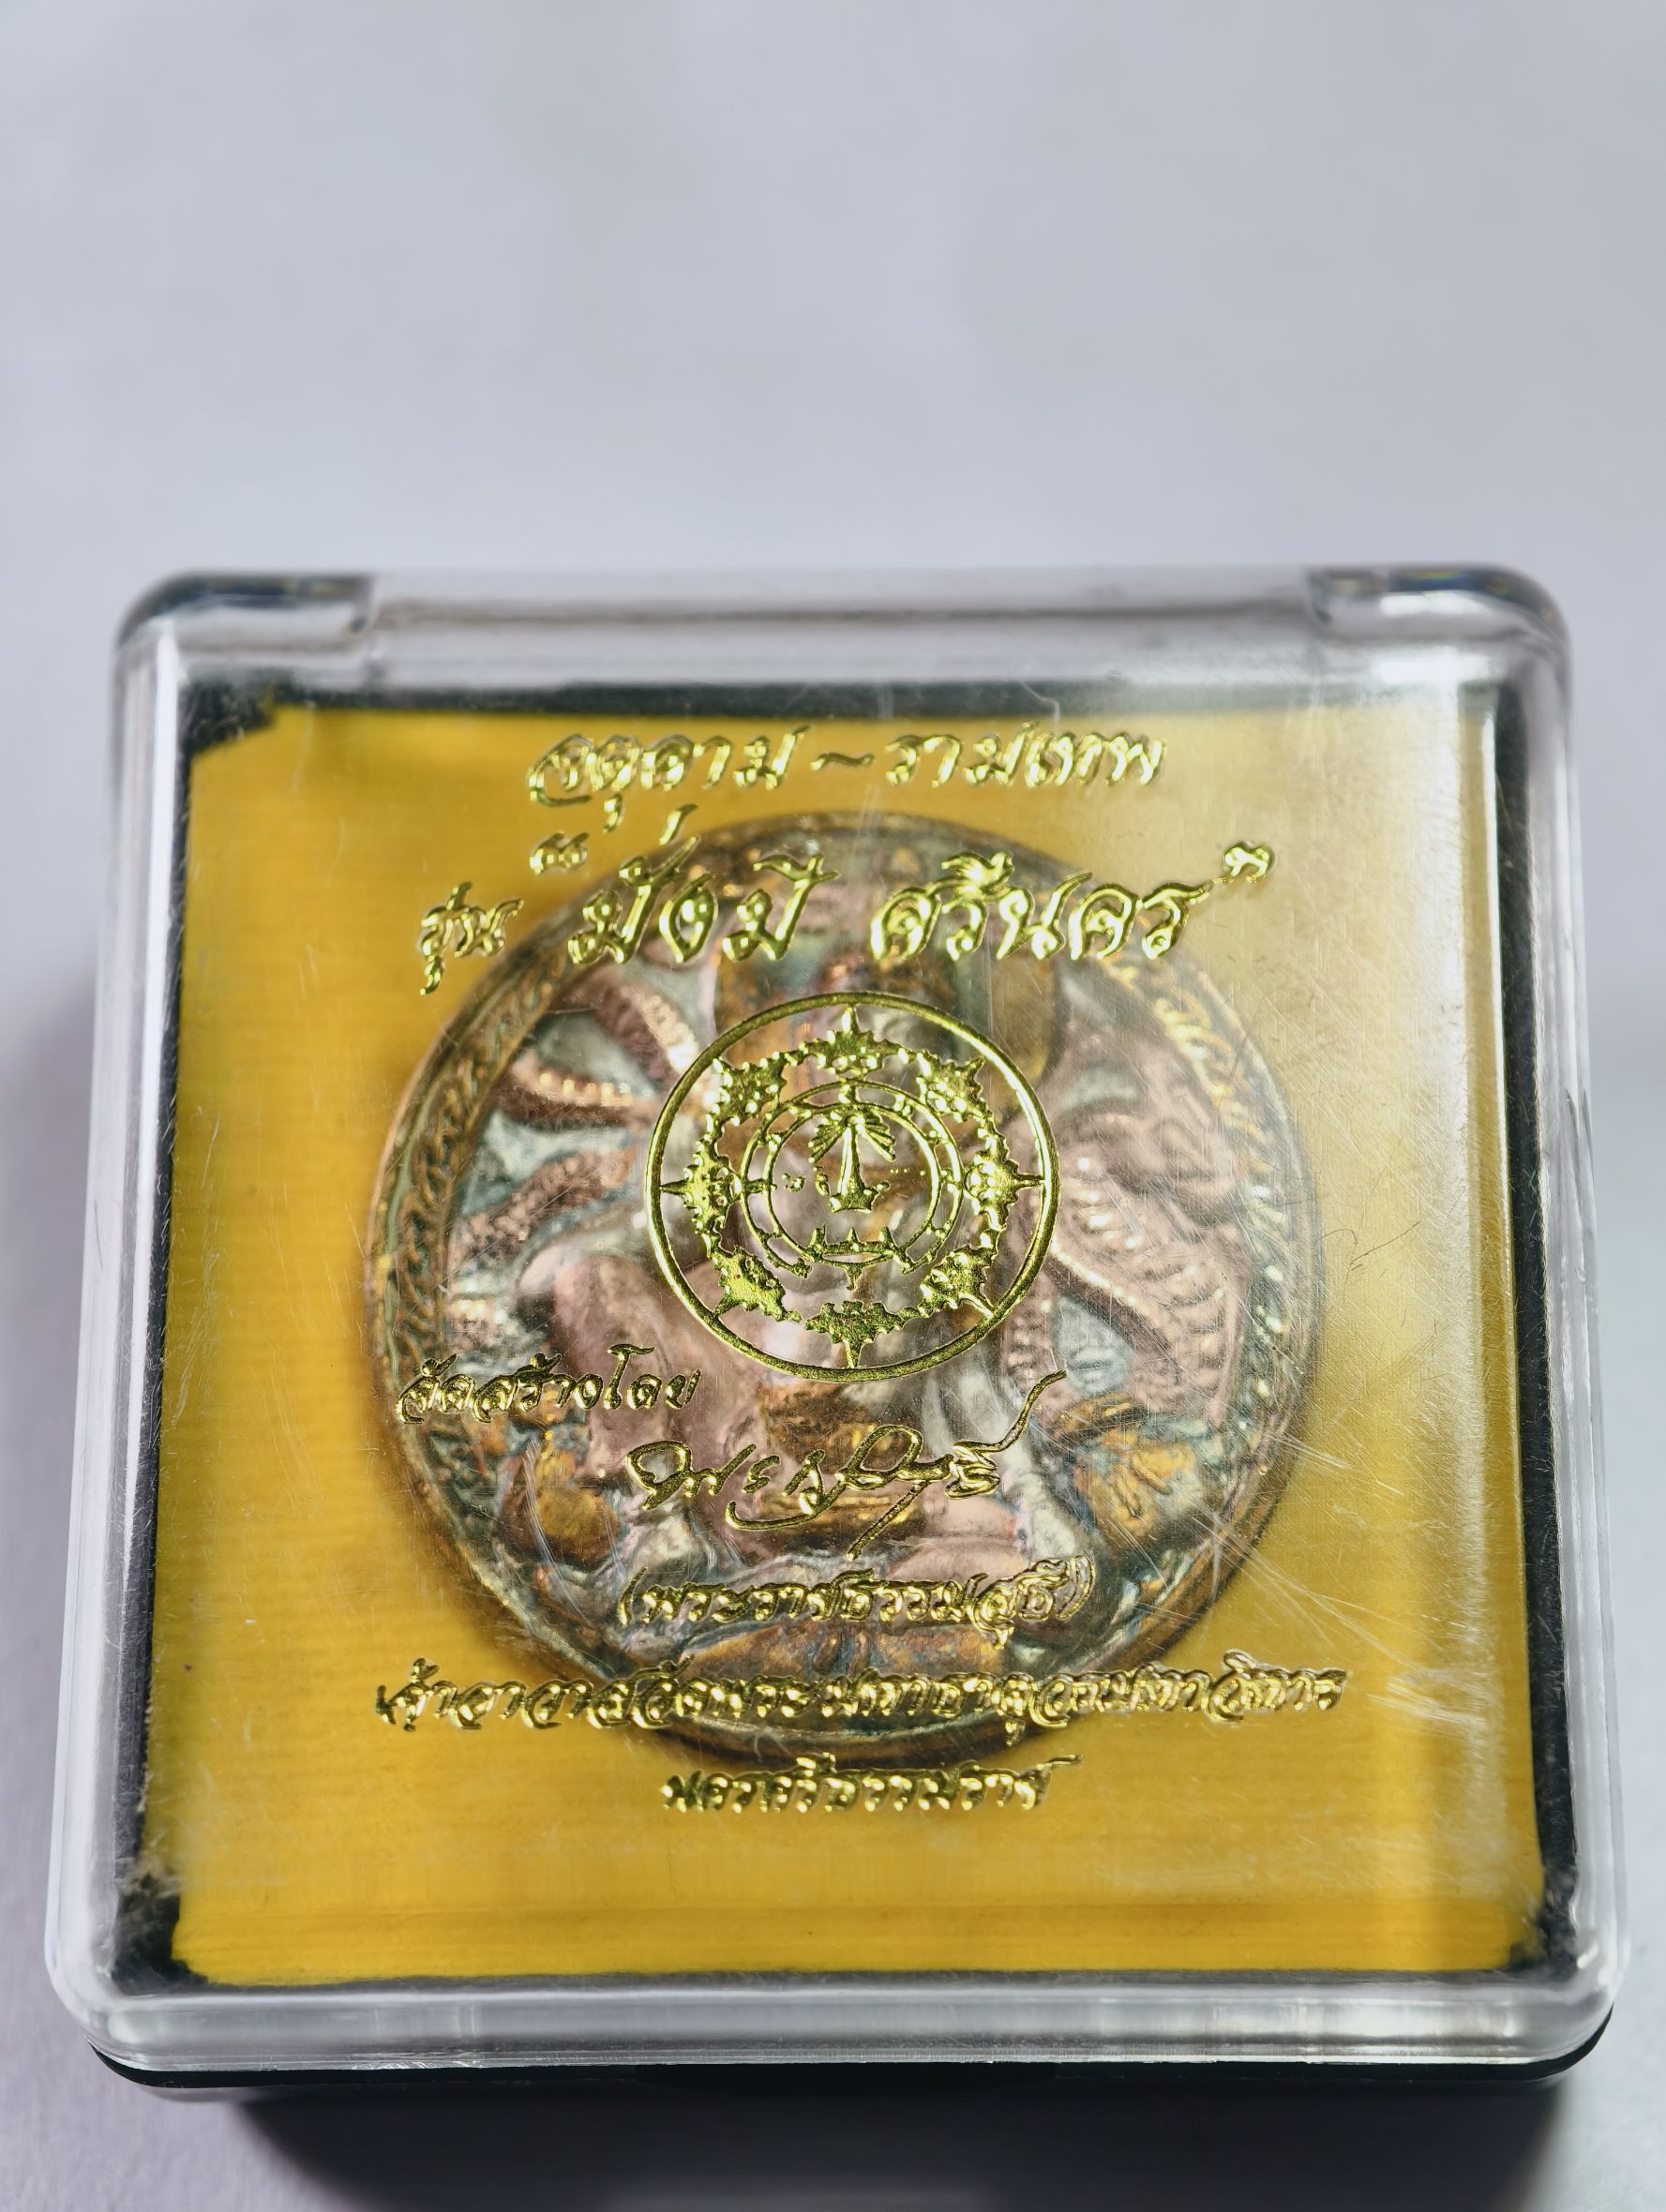 จตุคาม ~ รามเทพ
รุ่น “มั่งมี ศรีนคร”
จัดสร้างโดย
(พระราชธรรมสุธี)
เจ้าอาวาสวัดพระมหาธาตุวรมหาวิหาร
นครศรีธรรมราช